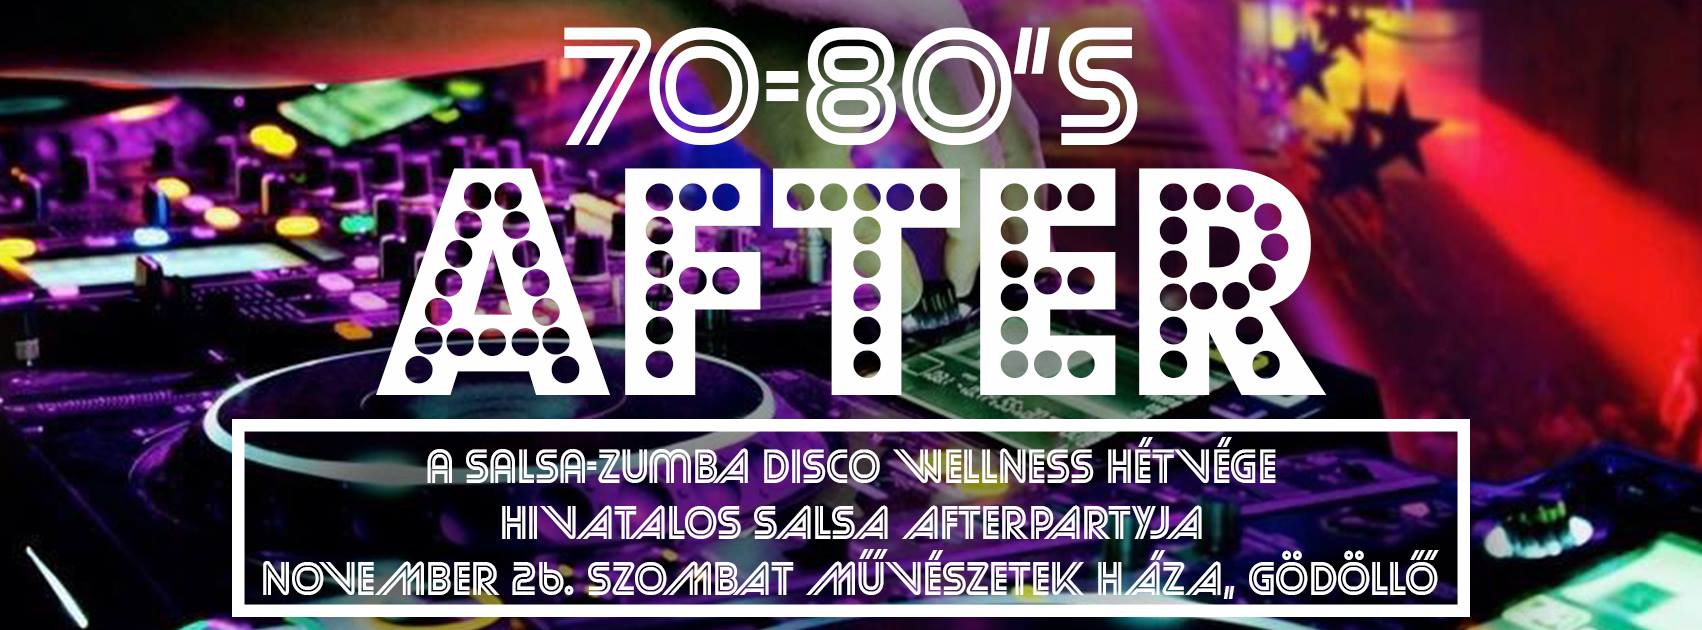 70=80"S
AFTER
A SALSA=ZUMBA DISCO WELLNESS HÉTVÉGE
HIVATALOS SALSA AFTERPARTYJA
NOVEMBER 26. SZOMBAT MŰVÉSZETEK HÁZA,, GÖDÖLLŐ